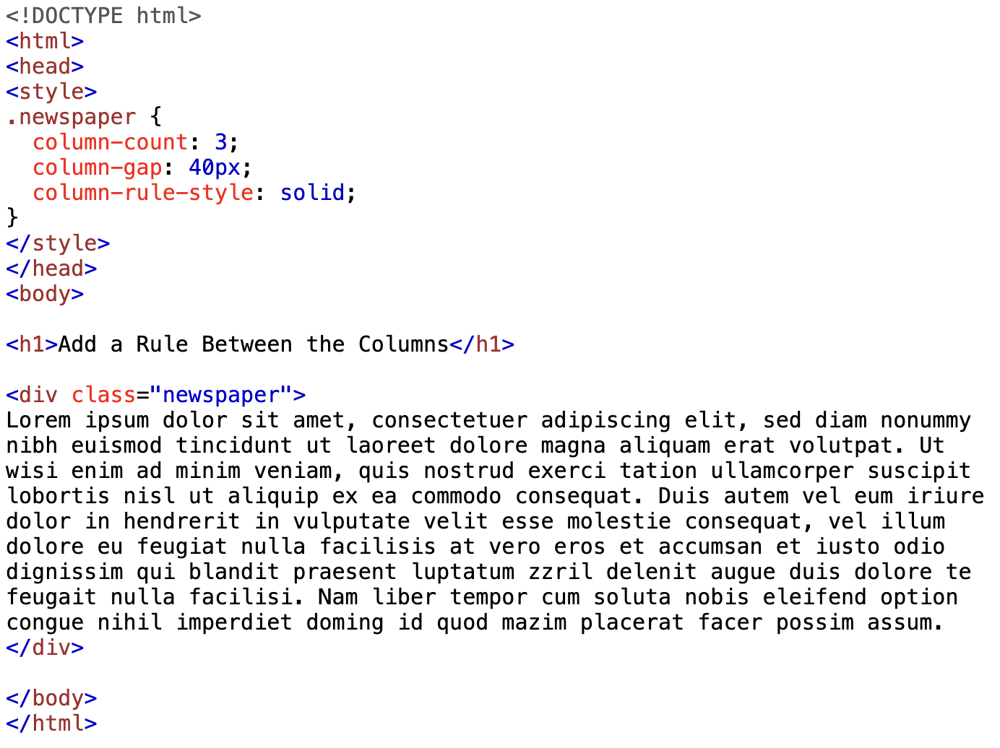 <!DOCTYPE html>
<html>
<head>
<style>
.newspaper {
  column-count: 3;
  column-gap: 40px;
  column-rule-style: solid;
}
</style>
</head>
<body>

<h1>Add a Rule Between the Columns</h1>

<div class="newspaper">
Lorem ipsum dolor sit amet, consectetuer adipiscing elit, sed diam nonummy
nibh euismod tincidunt ut laoreet dolore magna aliquam erat volutpat. Ut
wisi enim ad minim veniam, quis nostrud exerci tation ullamcorper suscipit
lobortis nisl ut aliquip ex ea commodo consequat. Duis autem vel eum iriure
dolor in hendrerit in vulputate velit esse molestie consequat, vel illum
dolore eu feugiat nulla facilisis at vero eros et accumsan et iusto odio
dignissim qui blandit praesent luptatum zzril delenit augue duis dolore te
feugait nulla facilisi. Nam liber tempor cum soluta nobis eleifend option
congue nihil imperdiet doming id quod mazim placerat facer possim assum.
</div>

</body>
</html>